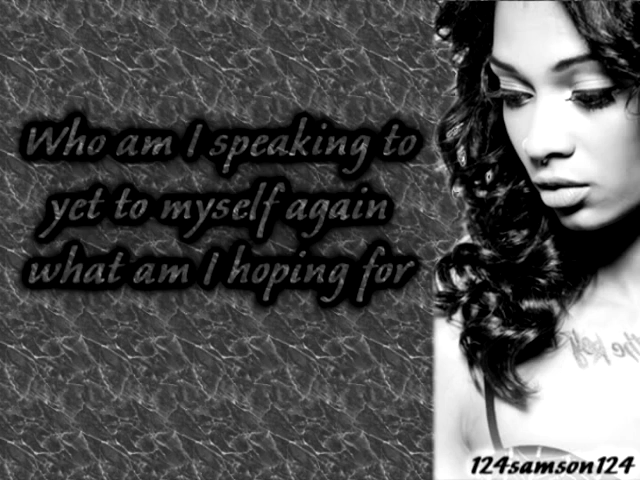 Who am I speaking to
yet to myself again
what am I hoping for
124samson124